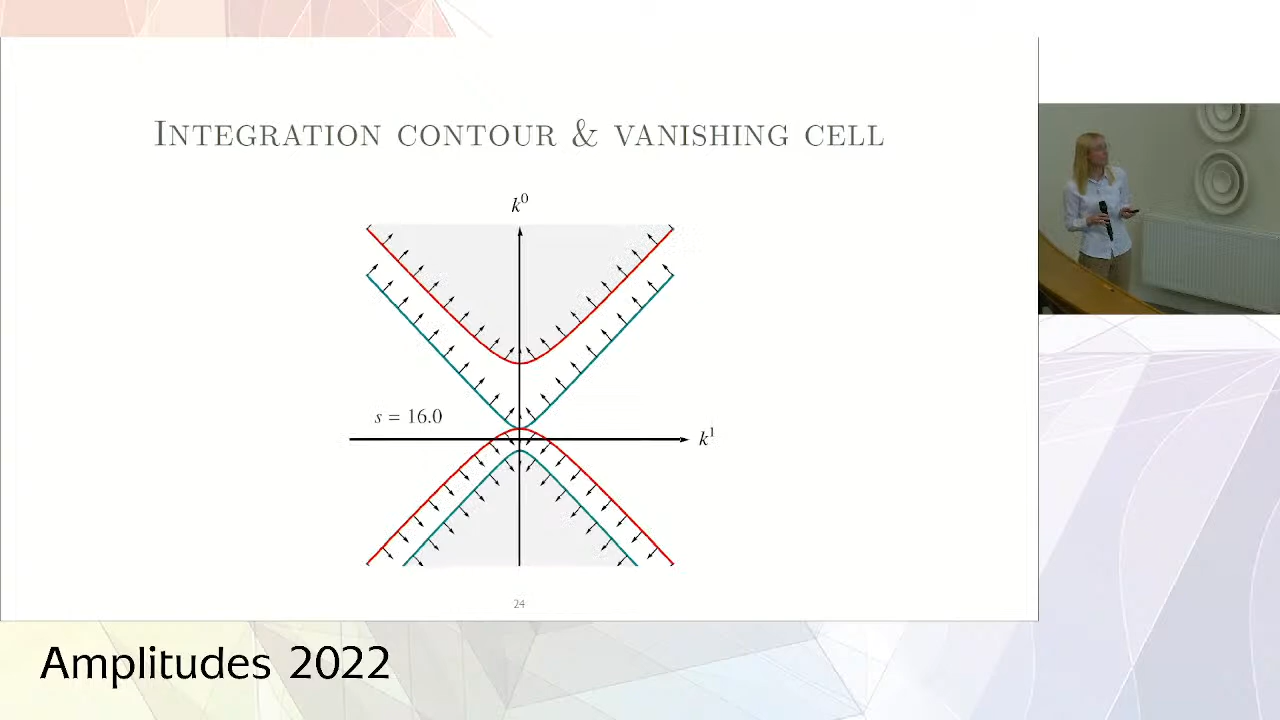 INTEGRATION CONTOUR & VANISHING CELL
k⁰
s = 16.0
k¹
24
Amplitudes 2022